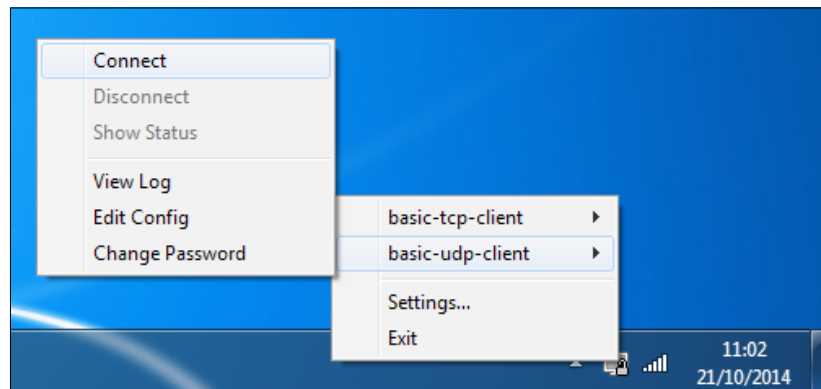 Connect
Disconnect
Show Status
View Log
Edit Config
Change Password
basic-tcp-client
basic-udp-client
Settings...
Exit
11:02
21/10/2014